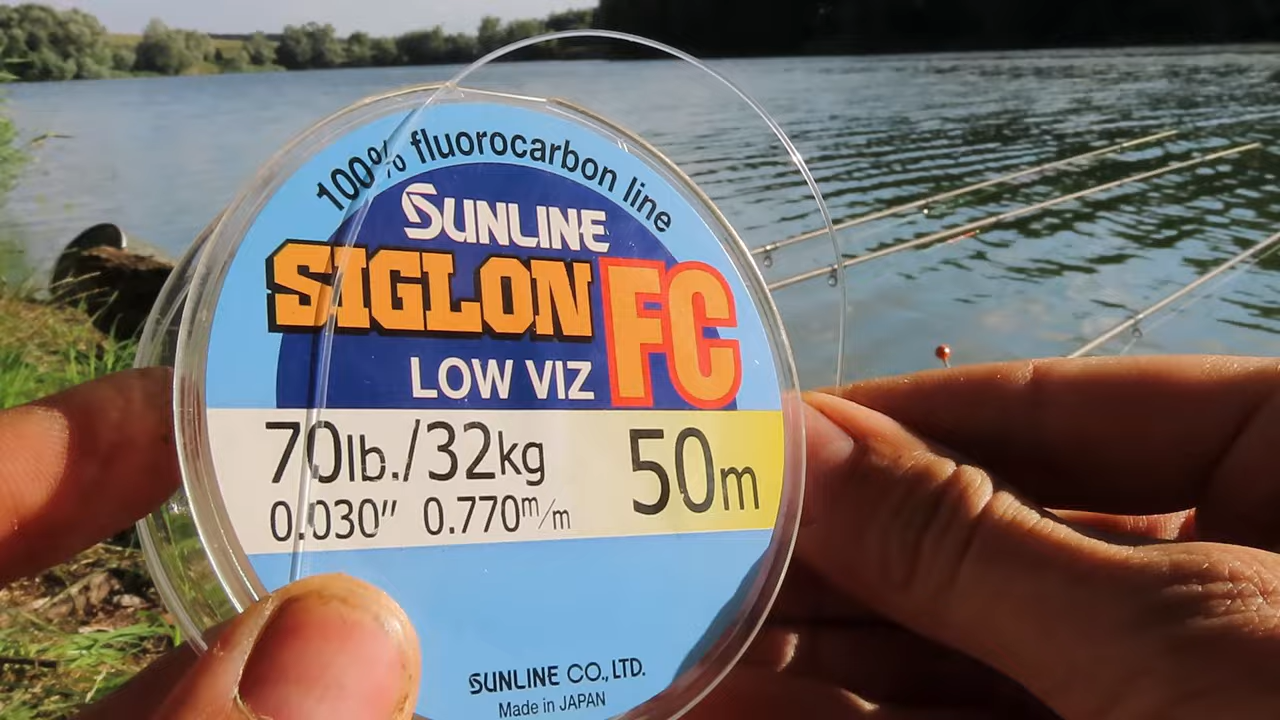 100% fluorocarbon line
SUNLINE
SIGLON FC
LOW VIZ
70lb./32kg 50m
0.030″ 0.770m/m
SUNLINE CO., LTD.
Made in JAPAN